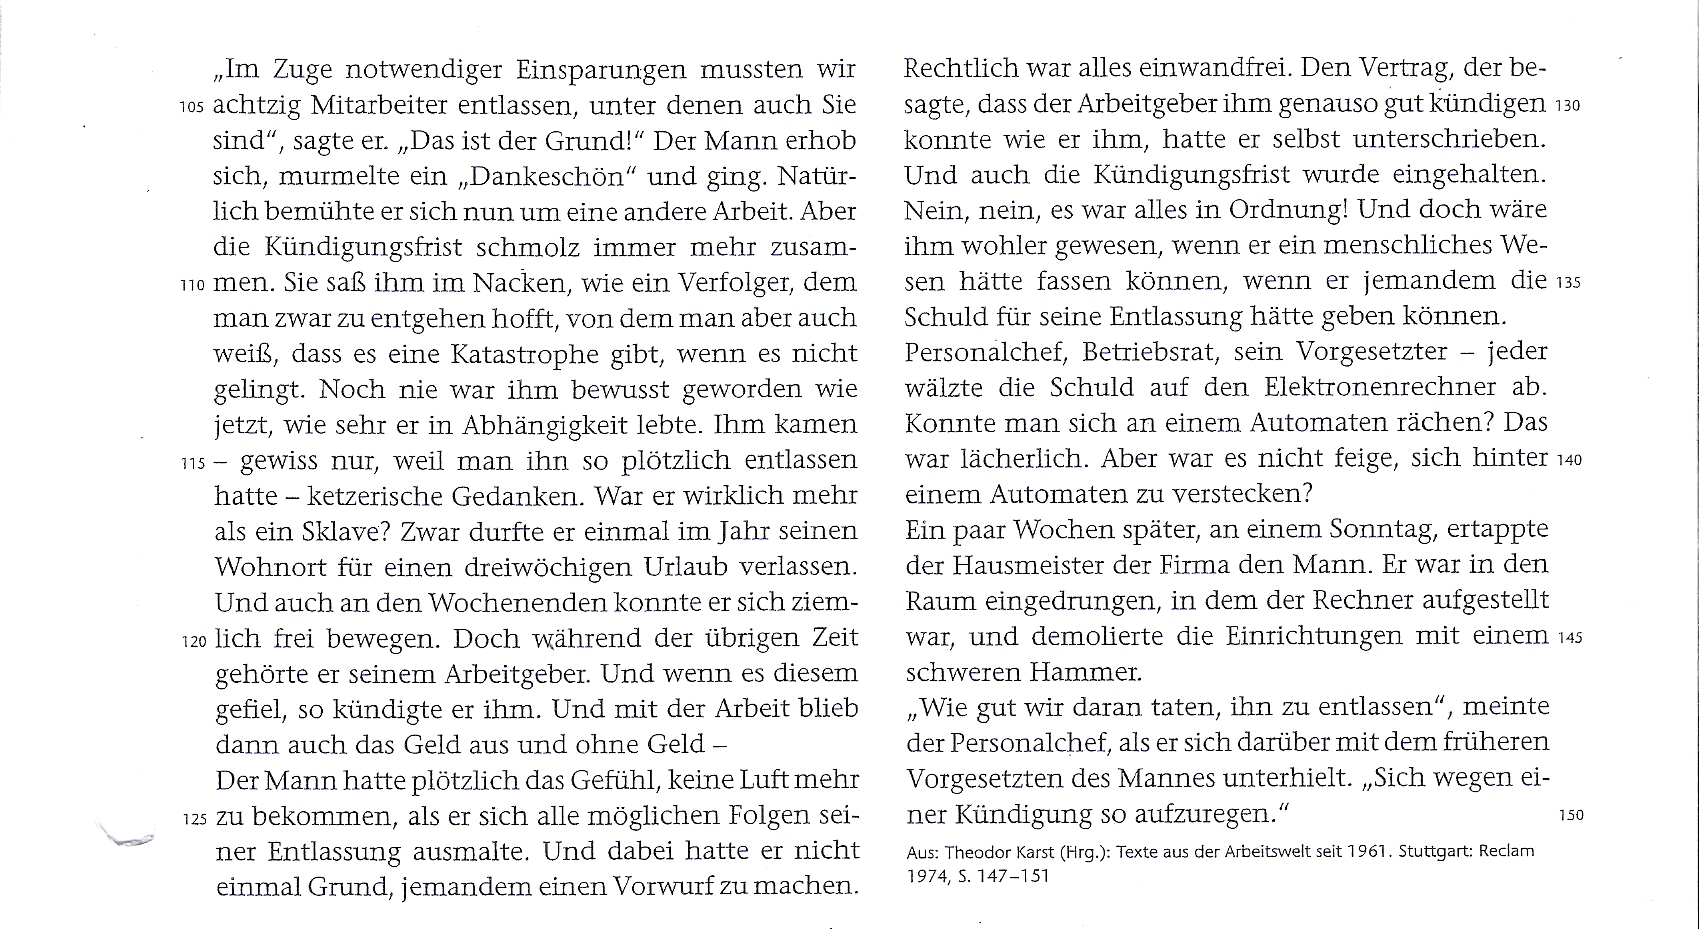 „Im Zuge notwendiger Einsparungen mussten wir
105 achtzig Mitarbeiter entlassen, unter denen auch Sie
sind“, sagte er. „Das ist der Grund!“ Der Mann erhob
sich, murmelte ein „Dankeschön“ und ging. Natür-
lich bemühte er sich nun um eine andere Arbeit. Aber
die Kündigungsfrist schmolz immer mehr zusam-
110 men. Sie saß ihm im Nacken, wie ein Verfolger, dem
man zwar zu entgehen hofft, von dem man aber auch
weiß, dass es eine Katastrophe gibt, wenn es nicht
gelingt. Noch nie war ihm bewusst geworden wie
jetzt, wie sehr er in Abhängigkeit lebte. Ihm kamen
115 – gewiss nur, weil man ihn so plötzlich entlassen
hatte – ketzerische Gedanken. War er wirklich mehr
als ein Sklave? Zwar durfte er einmal im Jahr seinen
Wohnort für einen dreiwöchigen Urlaub verlassen.
Und auch an den Wochenenden konnte er sich ziem-
120 lich frei bewegen. Doch während der übrigen Zeit
gehörte er seinem Arbeitgeber. Und wenn es diesem
gefiel, so kündigte er ihm. Und mit der Arbeit blieb
dann auch das Geld aus und ohne Geld –
Der Mann hatte plötzlich das Gefühl, keine Luft mehr
125 zu bekommen, als er sich alle möglichen Folgen sei-
ner Entlassung ausmalte. Und dabei hatte er nicht
einmal Grund, jemandem einen Vorwurf zu machen.
Rechtlich war alles einwandfrei. Den Vertrag, der be-
sagte, dass der Arbeitgeber ihm genauso gut kündigen 130
konnte wie er ihm, hatte er selbst unterschrieben.
Und auch die Kündigungsfrist wurde eingehalten.
Nein, nein, es war alles in Ordnung! Und doch wäre
ihm wohler gewesen, wenn er ein menschliches We-
sen hätte fassen können, wenn er jemandem die 135
Schuld für seine Entlassung hätte geben können.
Personalchef, Betriebsrat, sein Vorgesetzter – jeder
wälzte die Schuld auf den Elektronenrechner ab.
Konnte man sich an einem Automaten rächen? Das
war lächerlich. Aber war es nicht feige, sich hinter 140
einem Automaten zu verstecken?
Ein paar Wochen später, an einem Sonntag, ertappte
der Hausmeister der Firma den Mann. Er war in den
Raum eingedrungen, in dem der Rechner aufgestellt
war, und demolierte die Einrichtungen mit einem 145
schweren Hammer.
„Wie gut wir daran taten, ihn zu entlassen“, meinte
der Personalchef, als er sich darüber mit dem früheren
Vorgesetzten des Mannes unterhielt. „Sich wegen ei-
ner Kündigung so aufzuregen.“ 150
Aus: Theodor Karst (Hrg.): Texte aus der Arbeitswelt seit 1961. Stuttgart: Reclam
1974, S. 147–151